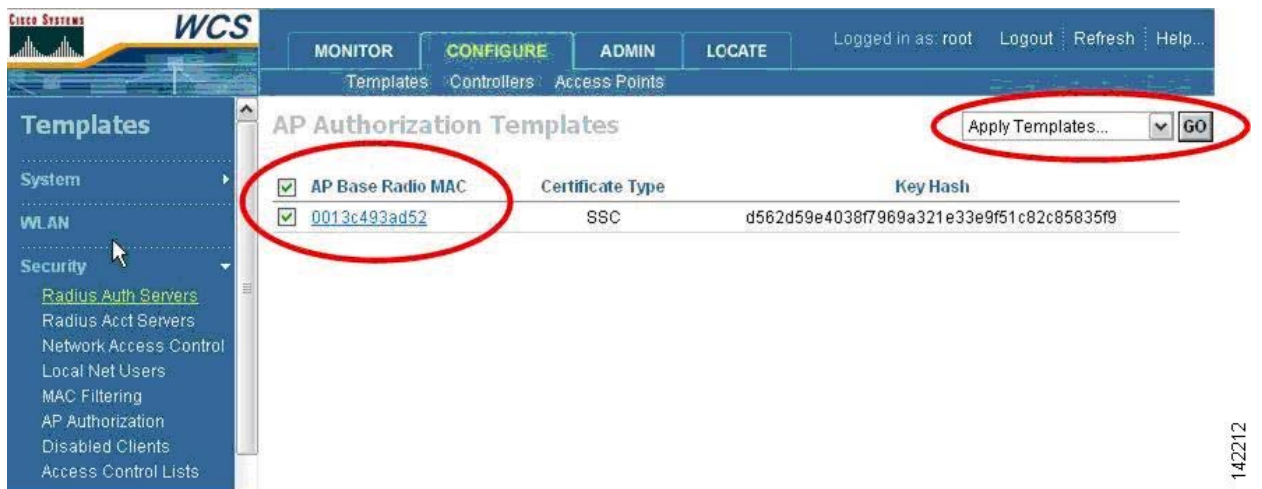 CISCO SYSTEMS
WCS
MONITOR CONFIGURE ADMIN LOCATE
Logged in as: root Logout Refresh Help...
Templates Controllers Access Points
Templates
System
WLAN
Security
Radius Auth Servers
Radius Acct Servers
Network Access Control
Local Net Users
MAC Filtering
AP Authorization
Disabled Clients
Access Control Lists
AP Authorization Templates
Apply Templates... GO
AP Base Radio MAC Certificate Type Key Hash
0013c493ad52 SSC d562d59e4038f7969a321e33e9f51c82c85835f9
142212